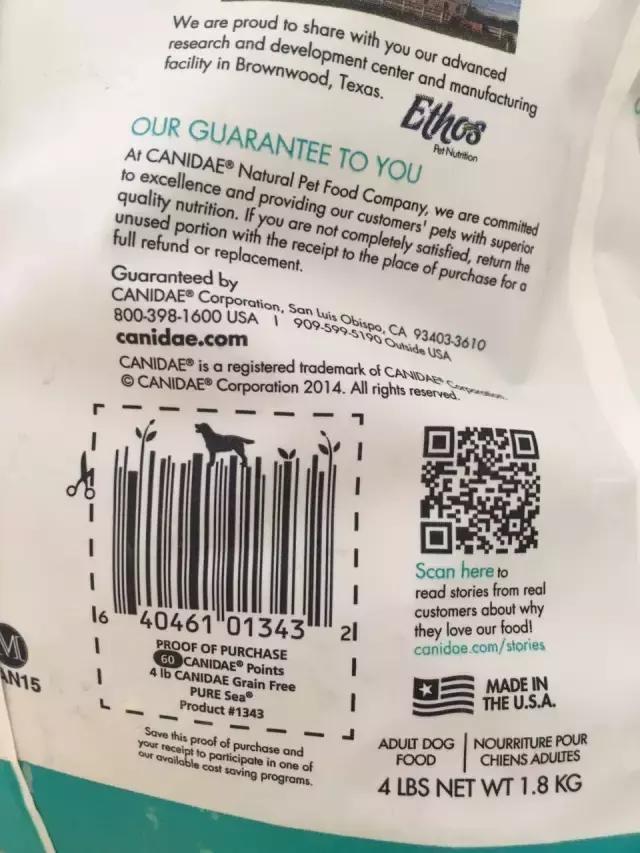 We are proud to share with you our advanced
research and development center and manufacturing
facility in Brownwood, Texas.
Ethos
Pet Nutrition
OUR GUARANTEE TO YOU
At CANIDAE® Natural Pet Food Company, we are committed
to excellence and providing our customers' pets with superior
quality nutrition. If you are not completely satisfied, return the
unused portion with the receipt to the place of purchase for a
full refund or replacement.
Guaranteed by
CANIDAE® Corporation, San Luis Obispo, CA 93403-3610
800-398-1600 USA | 909-599-5190 Outside USA
canidae.com
CANIDAE® is a registered trademark of CANIDAE® Corporation.
© CANIDAE® Corporation 2014. All rights reserved.
6 40461 01343 2
PROOF OF PURCHASE
60 CANIDAE® Points
4 lb CANIDAE Grain Free
PURE Sea®
Product #1343
Save this proof of purchase and
your receipt to participate in one of
our available cost saving programs.
Scan here to
read stories from real
customers about why
they love our food!
canidae.com/stories
MADE IN
THE U.S.A.
ADULT DOG
FOOD
NOURRITURE POUR
CHIENS ADULTES
4 LBS NET WT 1.8 KG